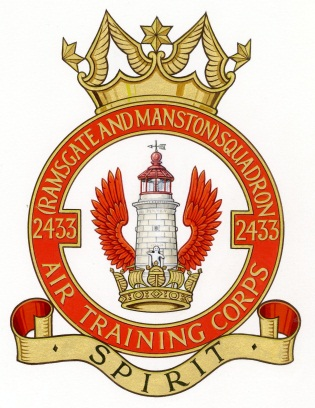 (RAMSGATE AND MANSTON) SQUADRON
2433
2433
AIR TRAINING CORPS
SPIRIT